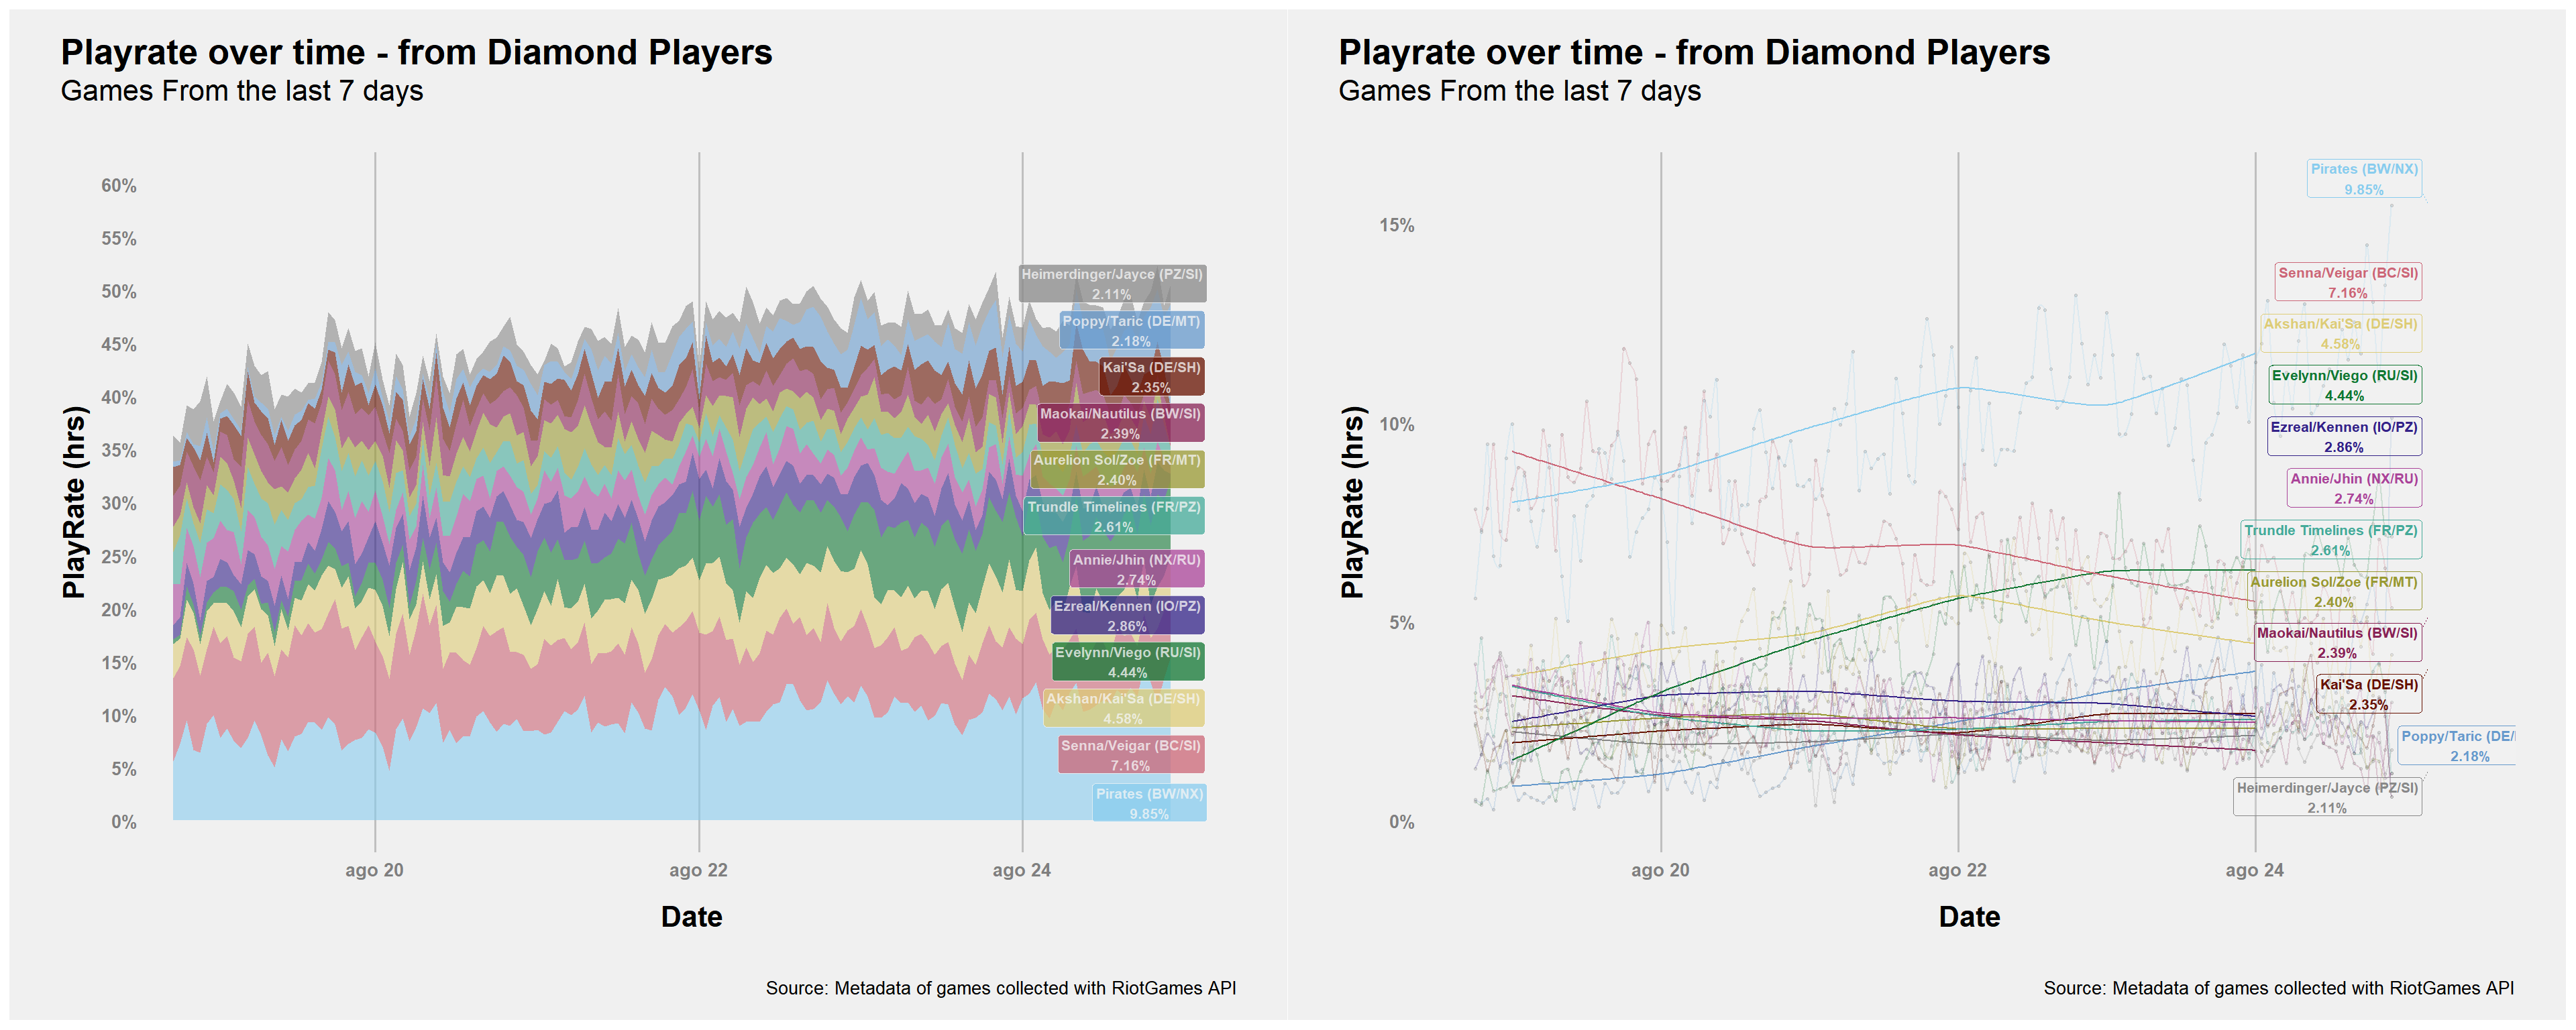 Playrate over time - from Diamond Players
Games From the last 7 days
PlayRate (hrs)
60%
55%
50%
45%
40%
35%
30%
25%
20%
15%
10%
5%
0%
Heimerdinger/Jayce (PZ/SI)
2.11%
Poppy/Taric (DE/MT)
2.18%
Kai'Sa (DE/SH)
2.35%
Maokai/Nautilus (BW/SI)
2.39%
Aurelion Sol/Zoe (FR/MT)
2.40%
Trundle Timelines (FR/PZ)
2.61%
Annie/Jhin (NX/RU)
2.74%
Ezreal/Kennen (IO/PZ)
2.86%
Evelynn/Viego (RU/SI)
4.44%
Akshan/Kai'Sa (DE/SH)
4.58%
Senna/Veigar (BC/SI)
7.16%
Pirates (BW/NX)
9.85%
ago 20
ago 22
ago 24
Date
Source: Metadata of games collected with RiotGames API
Playrate over time - from Diamond Players
Games From the last 7 days
PlayRate (hrs)
15%
10%
5%
0%
Pirates (BW/NX)
9.85%
Senna/Veigar (BC/SI)
7.16%
Akshan/Kai'Sa (DE/SH)
4.58%
Evelynn/Viego (RU/SI)
4.44%
Ezreal/Kennen (IO/PZ)
2.86%
Annie/Jhin (NX/RU)
2.74%
Trundle Timelines (FR/PZ)
2.61%
Aurelion Sol/Zoe (FR/MT)
2.40%
Maokai/Nautilus (BW/SI)
2.39%
Kai'Sa (DE/SH)
2.35%
Poppy/Taric (DE/
2.18%
Heimerdinger/Jayce (PZ/SI)
2.11%
ago 20
ago 22
ago 24
Date
Source: Metadata of games collected with RiotGames API